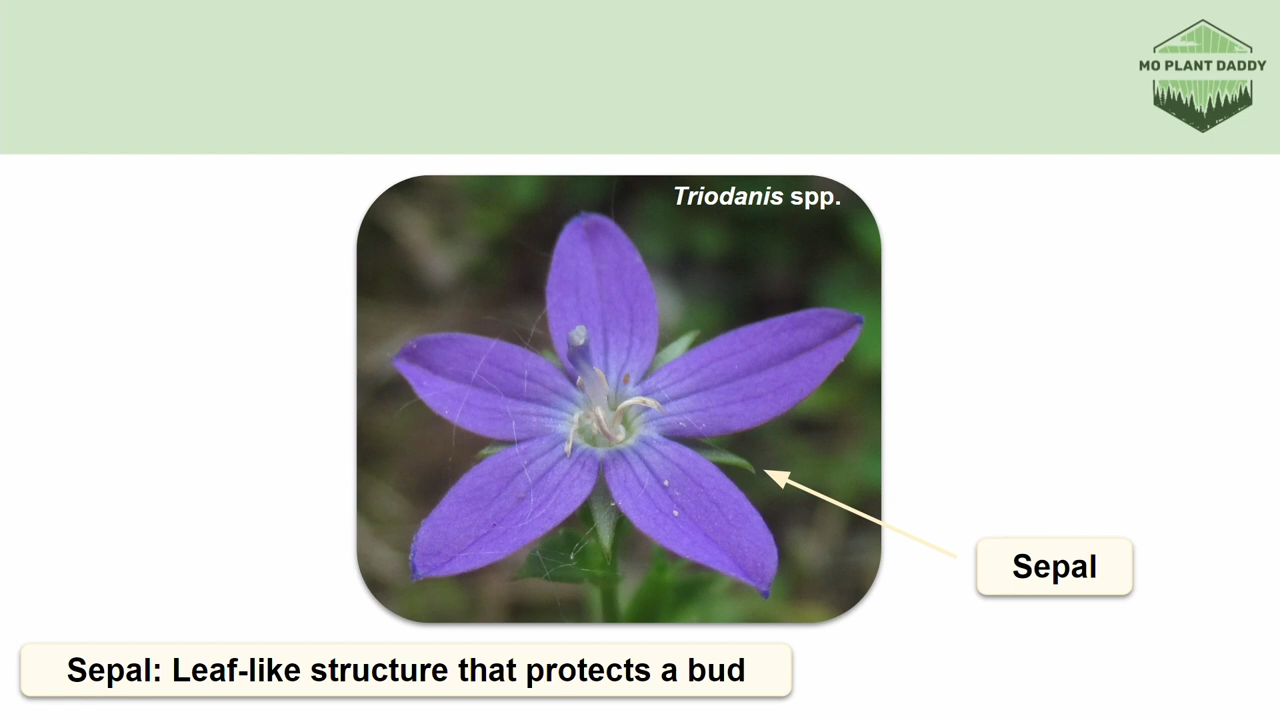 MO PLANT DADDY
Triodanis spp.
Sepal
Sepal: Leaf-like structure that protects a bud